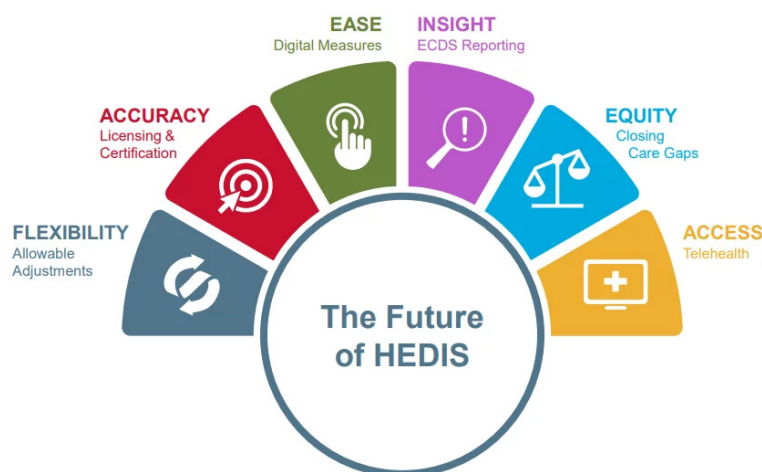 EASE
Digital Measures
INSIGHT
ECDS Reporting
ACCURACY
Licensing &
Certification
EQUITY
Closing
Care Gaps
FLEXIBILITY
Allowable
Adjustments
ACCESS
Telehealth
The Future
of HEDIS